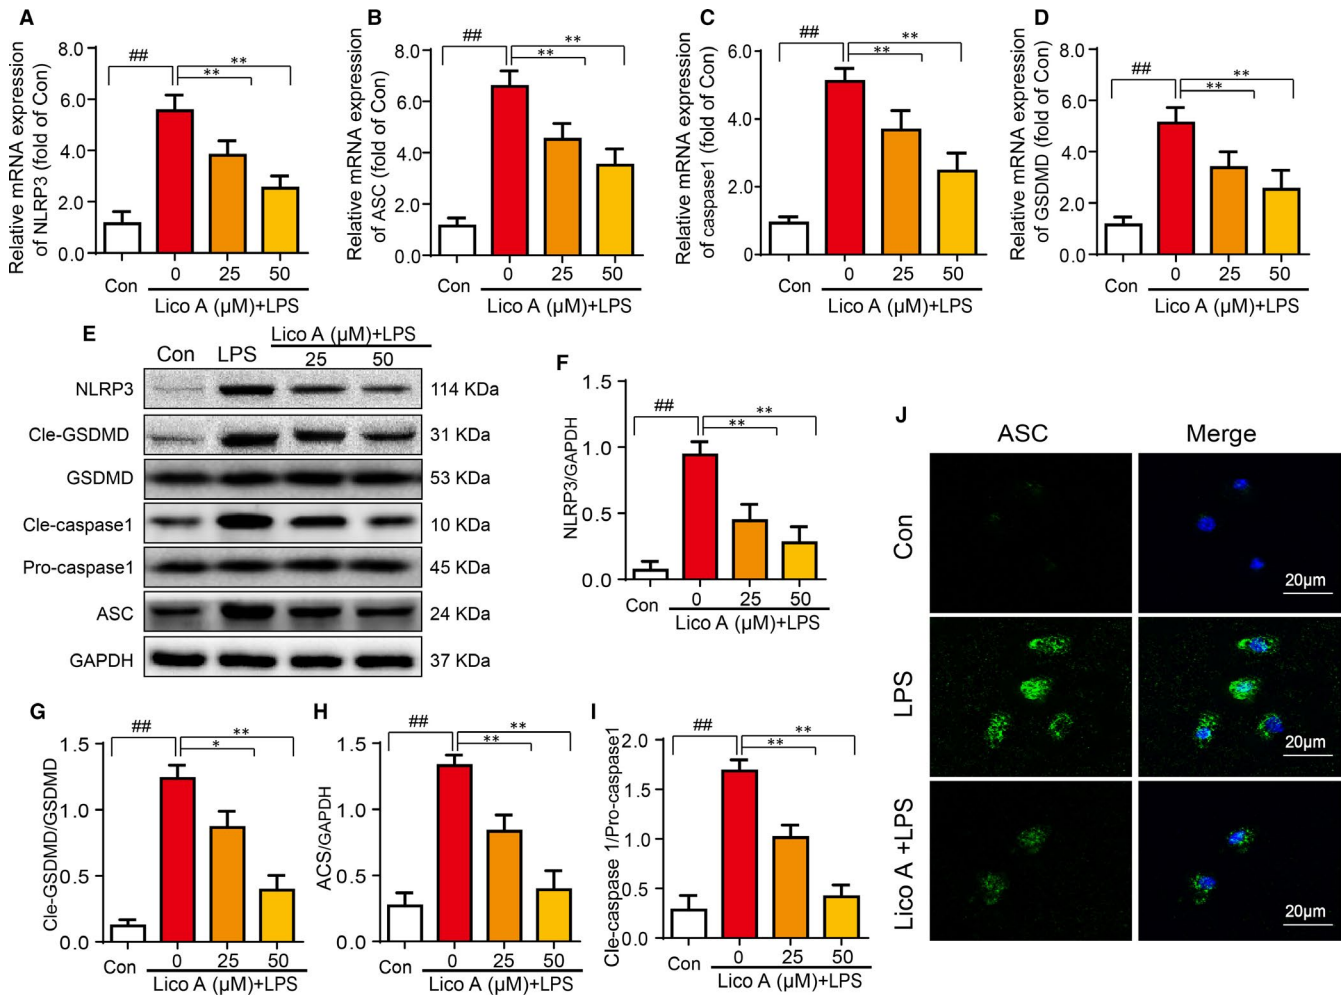 A
Relative mRNA expression
of NLRP3 (fold of Con)
8.0
6.0
4.0
2.0
0.0
##
**
**
Con
0
25
50
Lico A (µM)+LPS
B
Relative mRNA expression
of ASC (fold of Con)
8.0
6.0
4.0
2.0
0.0
##
**
**
Con
0
25
50
Lico A (µM)+LPS
C
Relative mRNA expression
of caspase1 (fold of Con)
6.0
4.0
2.0
0
##
**
**
Con
0
25
50
Lico A (µM)+LPS
D
Relative mRNA expression
of GSDMD (fold of Con)
8.0
6.0
4.0
2.0
0.0
##
**
**
Con
0
25
50
Lico A (µM)+LPS
E
Lico A (µM)+LPS
Con LPS 25 50
NLRP3 114 KDa
Cle-GSDMD 31 KDa
GSDMD 53 KDa
Cle-caspase1 10 KDa
Pro-caspase1 45 KDa
ASC 24 KDa
GAPDH 37 KDa
F
NLRP3/GAPDH
1.5
1.0
0.5
0.0
##
**
**
Con
0
25
50
Lico A (µM)+LPS
G
Cle-GSDMD/GSDMD
1.5
1.0
0.5
0.0
##
**
*
Con
0
25
50
Lico A (µM)+LPS
H
ACS/GAPDH
1.5
1.0
0.5
0.0
##
**
**
Con
0
25
50
Lico A (µM)+LPS
I
Cle-caspase 1/Pro-caspase1
2.0
1.5
1.0
0.5
0.0
##
**
**
Con
0
25
50
Lico A (µM)+LPS
J
ASC Merge
Con
20µm
LPS
20µm
Lico A +LPS
20µm